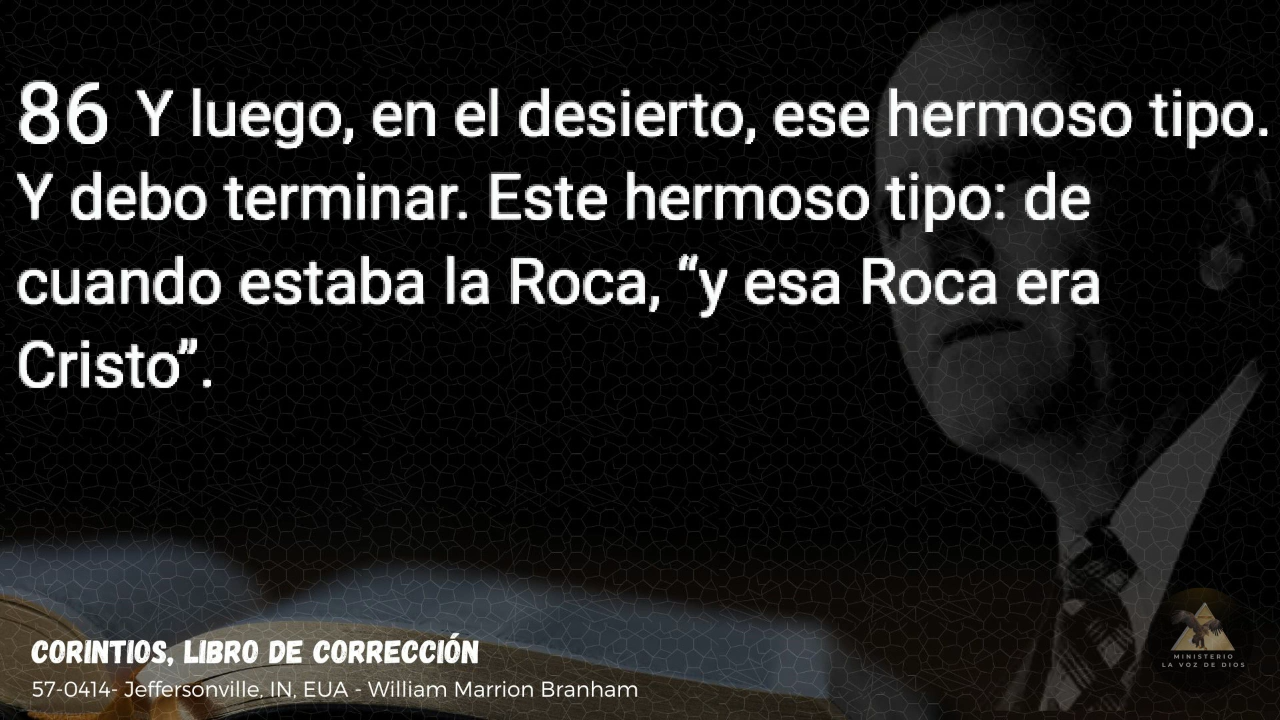 86 Y luego, en el desierto, ese hermoso tipo.
Y debo terminar. Este hermoso tipo: de
cuando estaba la Roca, “y esa Roca era
Cristo”.
CORINTIOS, LIBRO DE CORRECCIÓN
57-0414- Jeffersonville, IN, EUA - William Marrion Branham
MINISTERIO
LA VOZ DE DIOS